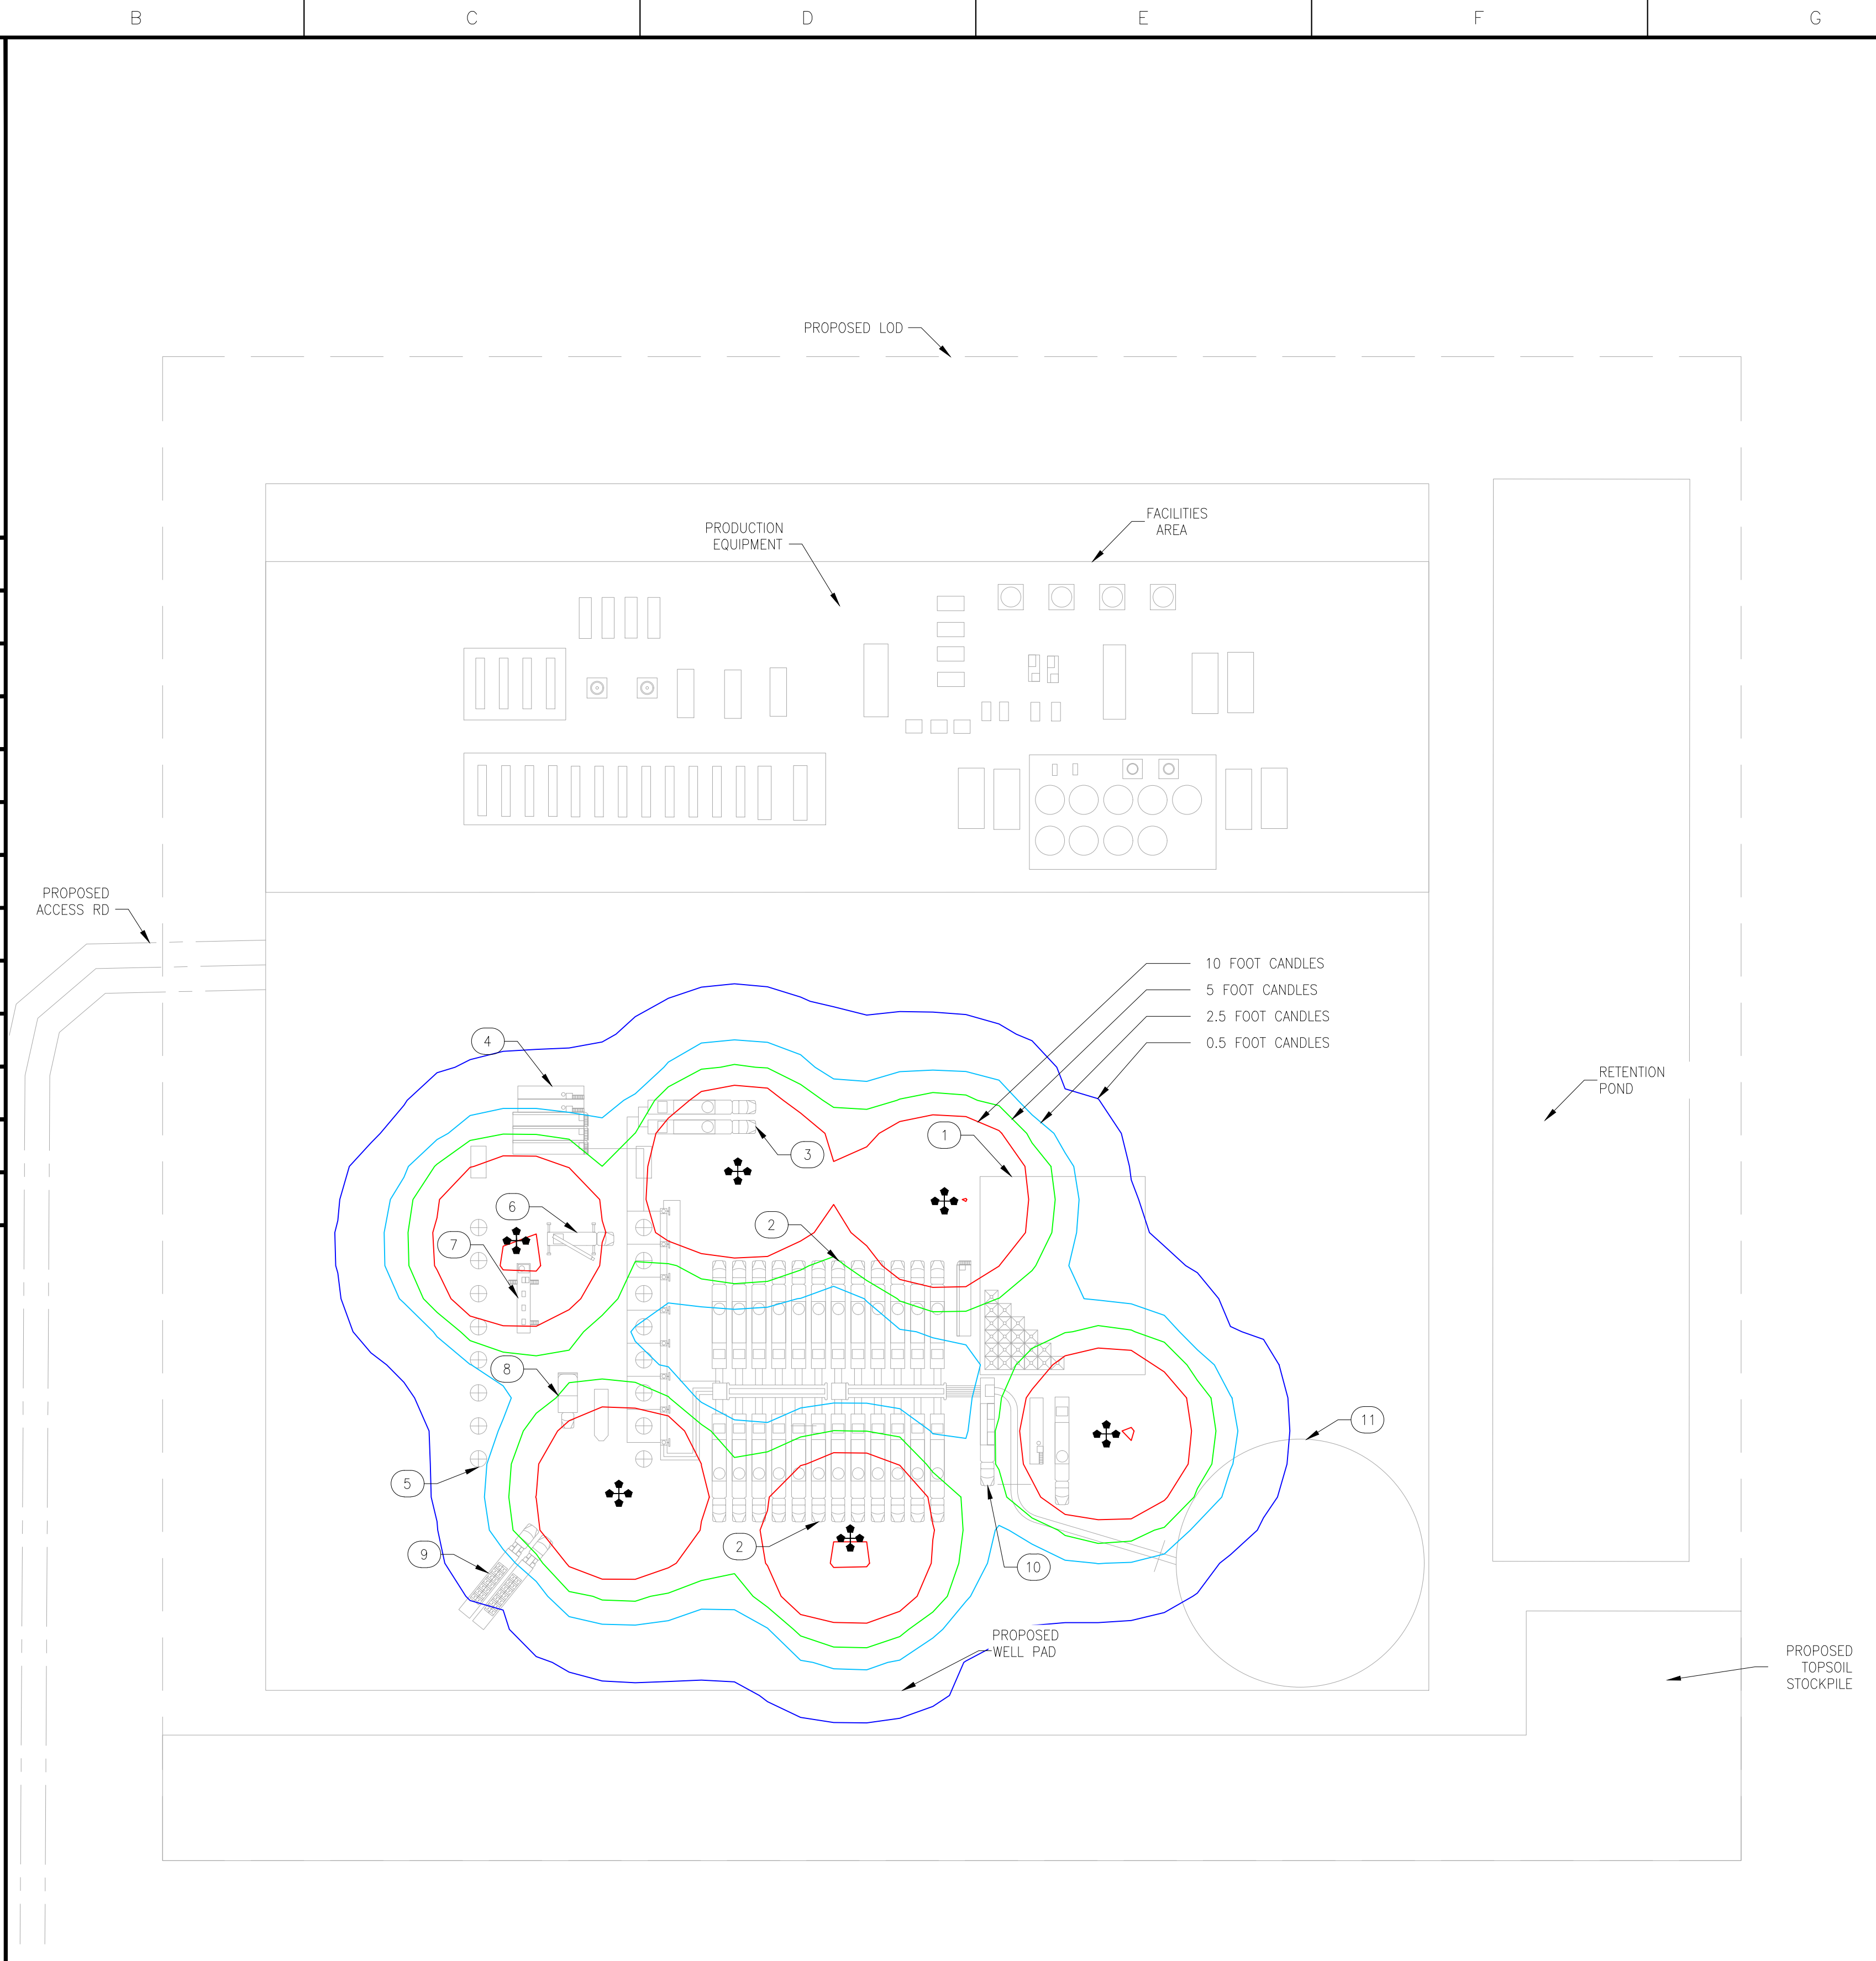 B
C
D
E
F
G
PROPOSED LOD
FACILITIES
AREA
PRODUCTION
EQUIPMENT
PROPOSED
ACCESS RD
10 FOOT CANDLES
5 FOOT CANDLES
2.5 FOOT CANDLES
0.5 FOOT CANDLES
4
RETENTION
POND
1
3
6
2
7
8
11
5
2
9
10
PROPOSED
WELL PAD
PROPOSED
TOPSOIL
STOCKPILE